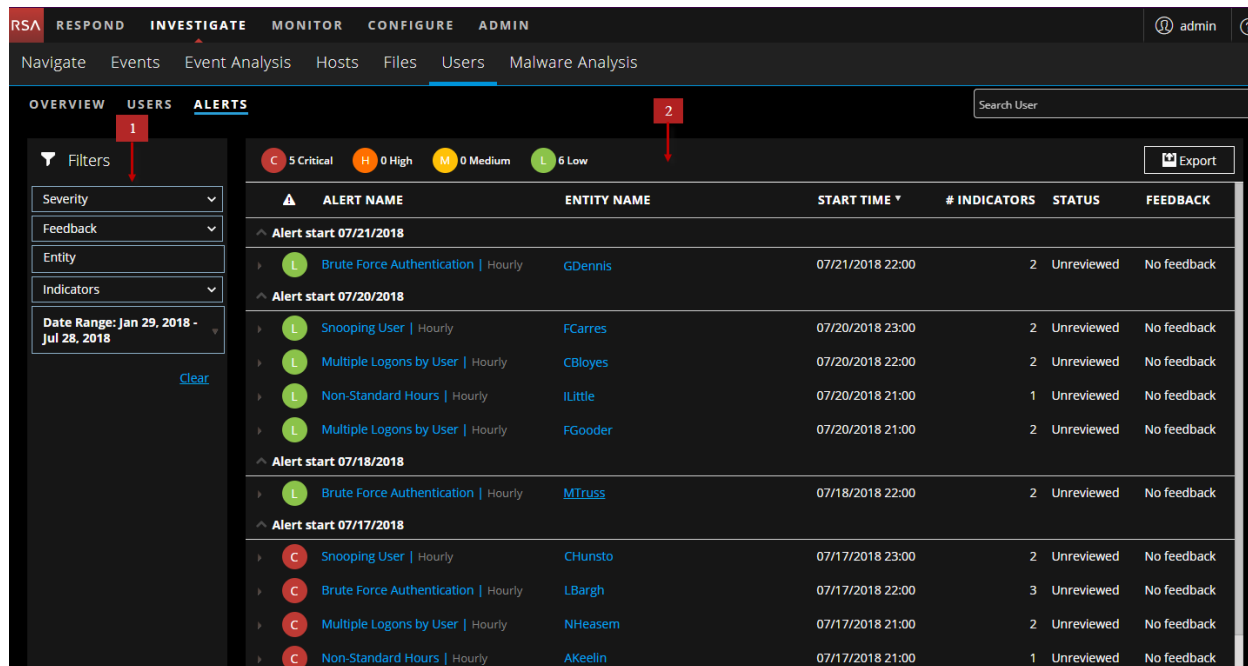 RSA RESPOND INVESTIGATE MONITOR CONFIGURE ADMIN admin
Navigate Events Event Analysis Hosts Files Users Malware Analysis
OVERVIEW USERS ALERTS Search User
1
2
Filters
Severity
Feedback
Entity
Indicators
Date Range: Jan 29, 2018 -
Jul 28, 2018
Clear
C 5 Critical H 0 High M 0 Medium L 6 Low Export
ALERT NAME ENTITY NAME START TIME # INDICATORS STATUS FEEDBACK
Alert start 07/21/2018
L Brute Force Authentication | Hourly GDennis 07/21/2018 22:00 2 Unreviewed No feedback
Alert start 07/20/2018
L Snooping User | Hourly FCarres 07/20/2018 23:00 2 Unreviewed No feedback
L Multiple Logons by User | Hourly CBloyes 07/20/2018 22:00 2 Unreviewed No feedback
L Non-Standard Hours | Hourly ILittle 07/20/2018 21:00 1 Unreviewed No feedback
L Multiple Logons by User | Hourly FGooder 07/20/2018 21:00 2 Unreviewed No feedback
Alert start 07/18/2018
L Brute Force Authentication | Hourly MTruss 07/18/2018 22:00 2 Unreviewed No feedback
Alert start 07/17/2018
C Snooping User | Hourly CHunsto 07/17/2018 23:00 2 Unreviewed No feedback
C Brute Force Authentication | Hourly LBargh 07/17/2018 22:00 3 Unreviewed No feedback
C Multiple Logons by User | Hourly NHeasem 07/17/2018 21:00 2 Unreviewed No feedback
C Non-Standard Hours | Hourly AKeelin 07/17/2018 21:00 1 Unreviewed No feedback